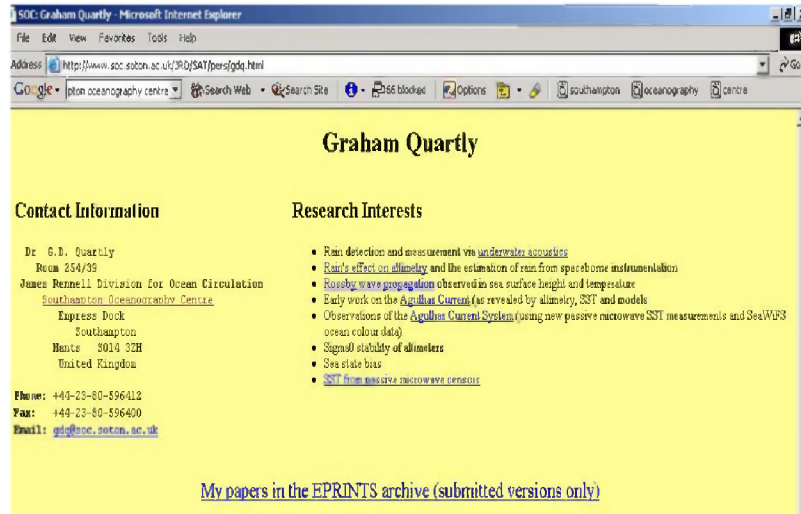 SOC: Graham Quartly - Microsoft Internet Explorer
File Edit View Favorites Tools Help
Address http://www.soc.soton.ac.uk/JRD/SAT/pers/gdq.html Go
Google pton oceanography centre Search Web Search Site 266 blocked Options southampton oceanography centre
Graham Quartly
Contact Information
Dr G.D. Quartly
Room 254/39
James Rennell Division for Ocean Circulation
Southampton Oceanography Centre
Empress Dock
Southampton
Hants SO14 3ZH
United Kingdom
Phone: +44-23-80-596412
Fax: +44-23-80-596400
Email: gdq@soc.soton.ac.uk
Research Interests
Rain detection and measurement via underwater acoustics
Rain's effect on altimetry and the estimation of rain from spaceborne instrumentation
Rossby wave propagation observed in sea surface height and temperature
Early work on the Agulhas Current (as revealed by altimetry, SST and models
Observations of the Agulhas Current System (using new passive microwave SST measurements and SeaWiFS
ocean colour data)
Sigma0 stability of altimeters
Sea state bias
SST from passive microwave sensors
My papers in the EPRINTS archive (submitted versions only)